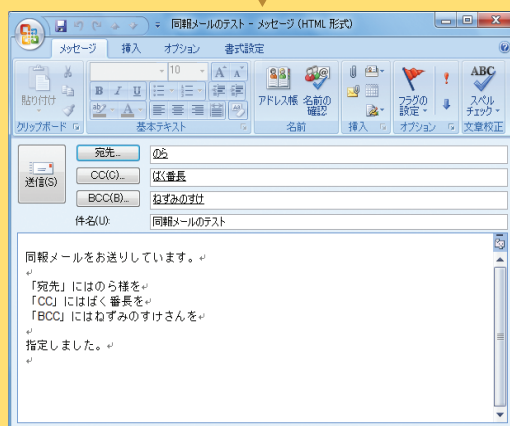 同報メールのテスト - メッセージ (HTML 形式)
メッセージ 挿入 オプション 書式設定
貼り付け
クリップボード
10
B I U
基本テキスト
アドレス帳 名前の確認
名前
挿入
フラグの設定
オプション
ABC
スペルチェック
文章校正
送信(S)
宛先... のら
CC(C)... ばく番長
BCC(B)... ねずみのすけ
件名(U): 同報メールのテスト
同報メールをお送りしています。
「宛先」にはのら様を
「CC」にはばく番長を
「BCC」にはねずみのすけさんを
指定しました。